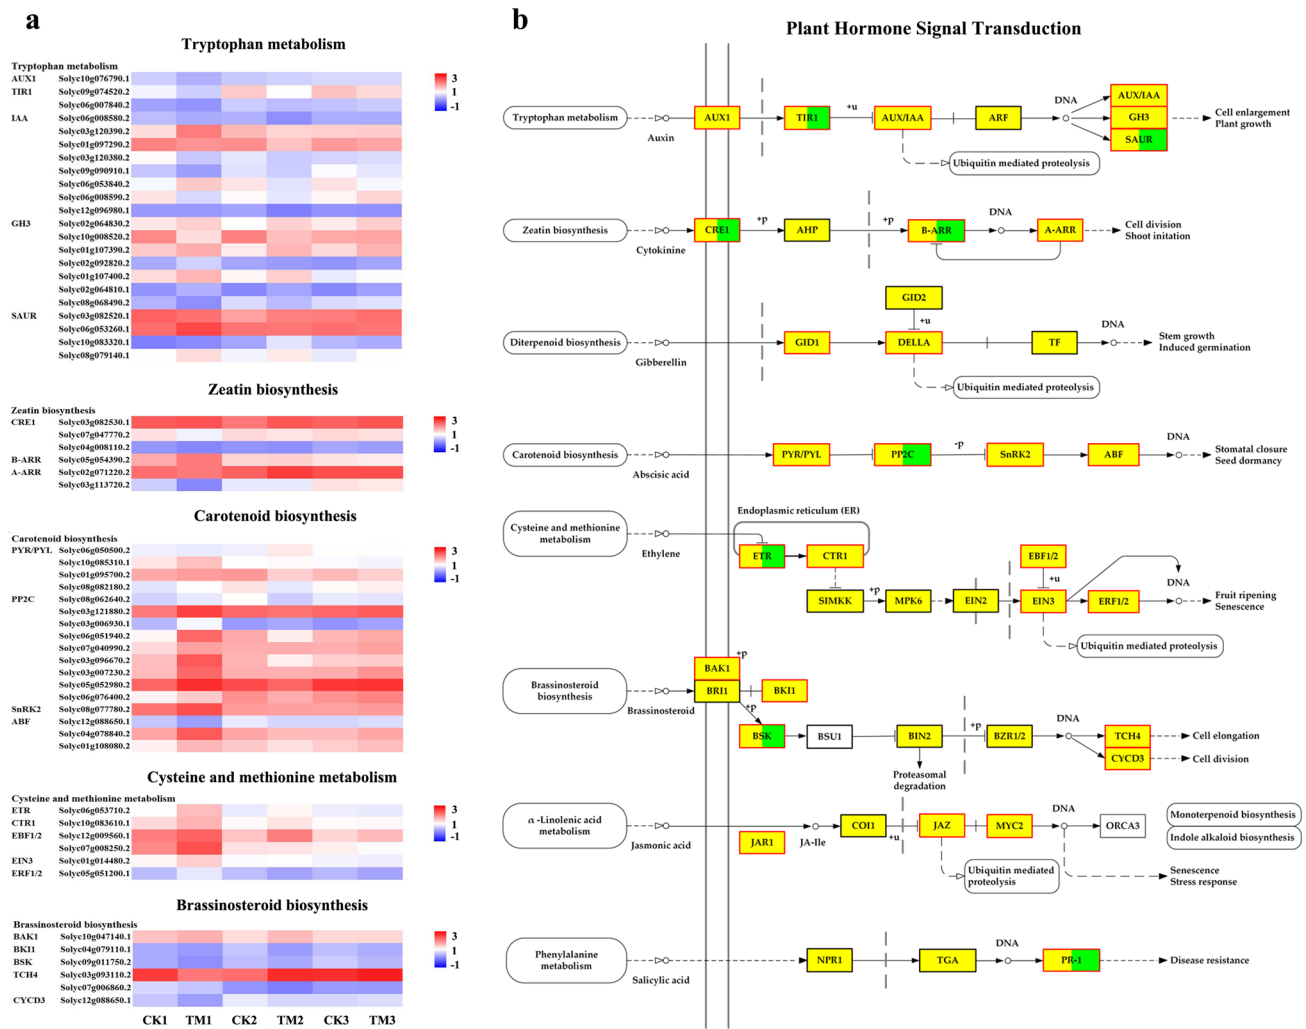 a
Tryptophan metabolism
Tryptophan metabolism
AUX1 Solyc10g076790.1
TIR1 Solyc09g074520.2
Solyc06g007840.2
IAA Solyc06g008580.2
Solyc03g120390.2
Solyc01g097290.2
Solyc03g120380.2
Solyc09g090910.1
Solyc06g053840.2
Solyc06g008590.2
Solyc12g096980.1
GH3 Solyc02g064830.2
Solyc10g008520.2
Solyc01g107390.2
Solyc02g092820.2
Solyc01g107400.2
Solyc02g064810.1
Solyc08g068490.2
SAUR Solyc03g082520.1
Solyc06g053260.1
Solyc10g083320.1
Solyc08g079140.1
3
1
-1
Zeatin biosynthesis
Zeatin biosynthesis
CRE1 Solyc03g082530.1
Solyc07g047770.2
Solyc04g008110.2
B-ARR Solyc05g054390.2
A-ARR Solyc02g071220.2
Solyc03g113720.2
3
1
-1
Carotenoid biosynthesis
Carotenoid biosynthesis
PYR/PYL Solyc06g050500.2
Solyc10g085310.1
Solyc01g095700.2
Solyc08g082180.2
PP2C Solyc08g062640.2
Solyc03g121880.2
Solyc03g006930.1
Solyc06g051940.2
Solyc07g040990.2
Solyc03g096670.2
Solyc03g007230.2
Solyc05g052980.2
Solyc06g076400.2
SnRK2 Solyc08g077780.2
ABF Solyc12g088650.1
Solyc04g078840.2
Solyc01g108080.2
3
1
-1
Cysteine and methionine metabolism
Cysteine and methionine metabolism
ETR Solyc06g053710.2
CTR1 Solyc10g083610.1
EBF1/2 Solyc12g009560.1
Solyc07g008250.2
EIN3 Solyc01g014480.2
ERF1/2 Solyc05g051200.1
3
1
-1
Brassinosteroid biosynthesis
Brassinosteroid biosynthesis
BAK1 Solyc10g047140.1
BKI1 Solyc04g079110.1
BSK Solyc09g011750.2
TCH4 Solyc03g093110.2
Solyc07g006860.2
CYCD3 Solyc12g088650.1
3
1
-1
CK1 TM1 CK2 TM2 CK3 TM3
b
Plant Hormone Signal Transduction
Tryptophan metabolism
Auxin
AUX1
TIR1
+u
AUX/IAA
ARF
DNA
AUX/IAA
GH3
SAUR
Cell enlargement
Plant growth
Ubiquitin mediated proteolysis
Zeatin biosynthesis
Cytokinine
CRE1
+p
AHP
+p
B-ARR
DNA
A-ARR
Cell division
Shoot initation
GID2
+u
Diterpenoid biosynthesis
Gibberellin
GID1
DELLA
TF
DNA
Stem growth
Induced germination
Ubiquitin mediated proteolysis
Carotenoid biosynthesis
Abscisic acid
PYR/PYL
PP2C
-p
SnRK2
ABF
DNA
Stomatal closure
Seed dormancy
Cysteine and methionine
metabolism
Ethylene
Endoplasmic reticulum (ER)
ETR
CTR1
SIMKK
+p
MPK6
EIN2
EBF1/2
+u
EIN3
ERF1/2
DNA
Fruit ripening
Senescence
Ubiquitin mediated proteolysis
Brassinosteroid
biosynthesis
Brassinosteroid
BAK1
+p
BRI1
BKI1
+p
BSK
BSU1
BIN2
+p
BZR1/2
DNA
TCH4
CYCD3
Cell elongation
Cell division
Proteasomal
degradation
α -Linolenic acid
metabolism
Jasmonic acid
JAR1
JA-Ile
COI1
+u
JAZ
MYC2
DNA
ORCA3
Monoterpenoid biosynthesis
Indole alkaloid biosynthesis
Ubiquitin mediated
proteolysis
Senescence
Stress response
Phenylalanine
metabolism
Salicylic acid
NPR1
TGA
DNA
PR-1
Disease resistance